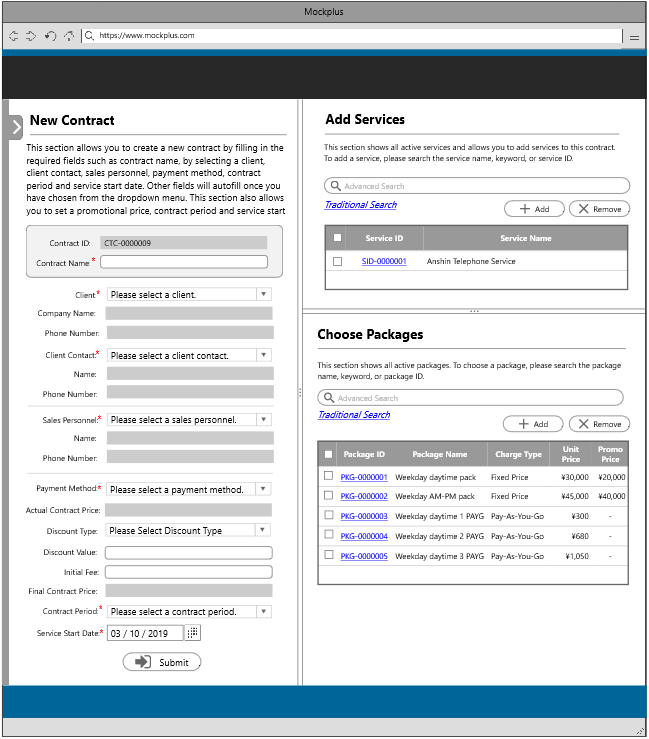 Mockplus
https://www.mockplus.com
New Contract
This section allows you to create a new contract by filling in the
required fields such as contract name, by selecting a client,
client contact, sales personnel, payment method, contract
period and service start date. Other fields will autofill once you
have chosen from the dropdown menu. This section also allows
you to set a promotional price, contract period and service start
Contract ID: CTC-0000009
Contract Name:*
Client:* Please select a client.
Company Name:
Phone Number:
Client Contact:* Please select a client contact.
Name:
Phone Number:
Sales Personnel:* Please select a sales personnel.
Name:
Phone Number:
Payment Method:* Please select a payment method.
Actual Contract Price:
Discount Type: Please Select Discount Type
Discount Value:
Initial Fee:
Final Contract Price:
Contract Period:* Please select a contract period.
Service Start Date:* 03 / 10 / 2019
Submit
Add Services
This section shows all active services and allows you to add services to this contract.
To add a service, please search the service name, keyword, or service ID.
Advanced Search
Traditional Search
Add Remove
Service ID Service Name
SID-0000001 Anshin Telephone Service
Choose Packages
This section shows all active packages. To choose a package, please search the package
name, keyword, or package ID.
Advanced Search
Traditional Search
Add Remove
Package ID Package Name Charge Type Unit Price Promo Price
PKG-0000001 Weekday daytime pack Fixed Price ¥30,000 ¥20,000
PKG-0000002 Weekday AM-PM pack Fixed Price ¥45,000 ¥40,000
PKG-0000003 Weekday daytime 1 PAYG Pay-As-You-Go ¥300 -
PKG-0000004 Weekday daytime 2 PAYG Pay-As-You-Go ¥680 -
PKG-0000005 Weekday daytime 3 PAYG Pay-As-You-Go ¥1,050 -